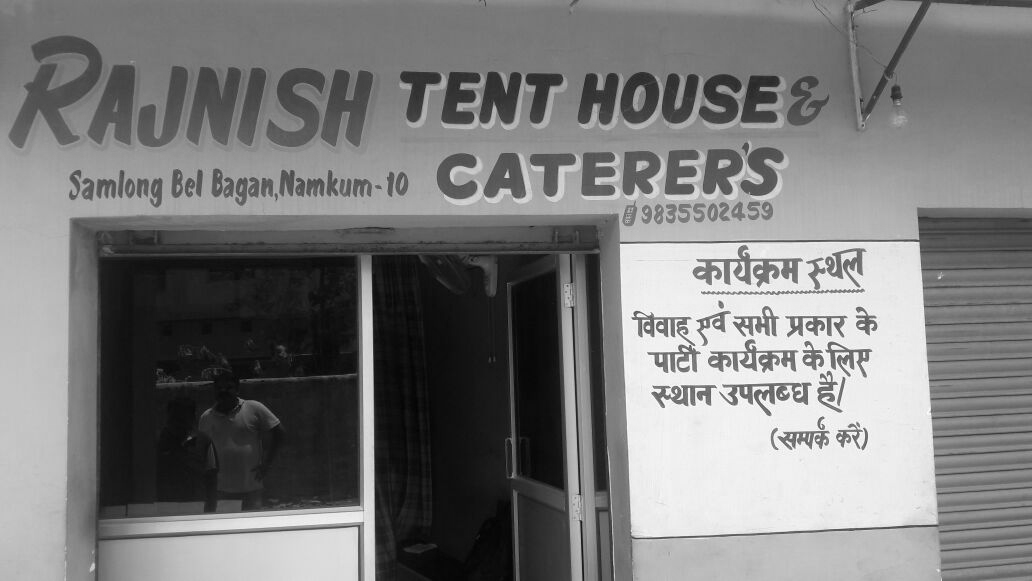 RAJNISH TENT HOUSE &
CATERER'S
Samlong Bel Bagan, Namkum-10
9835502459
कार्यक्रम स्थल
विवाह एवं सभी प्रकार के
पार्टी कार्यक्रम के लिए
स्थान उपलब्ध है।
(सम्पर्क करें)